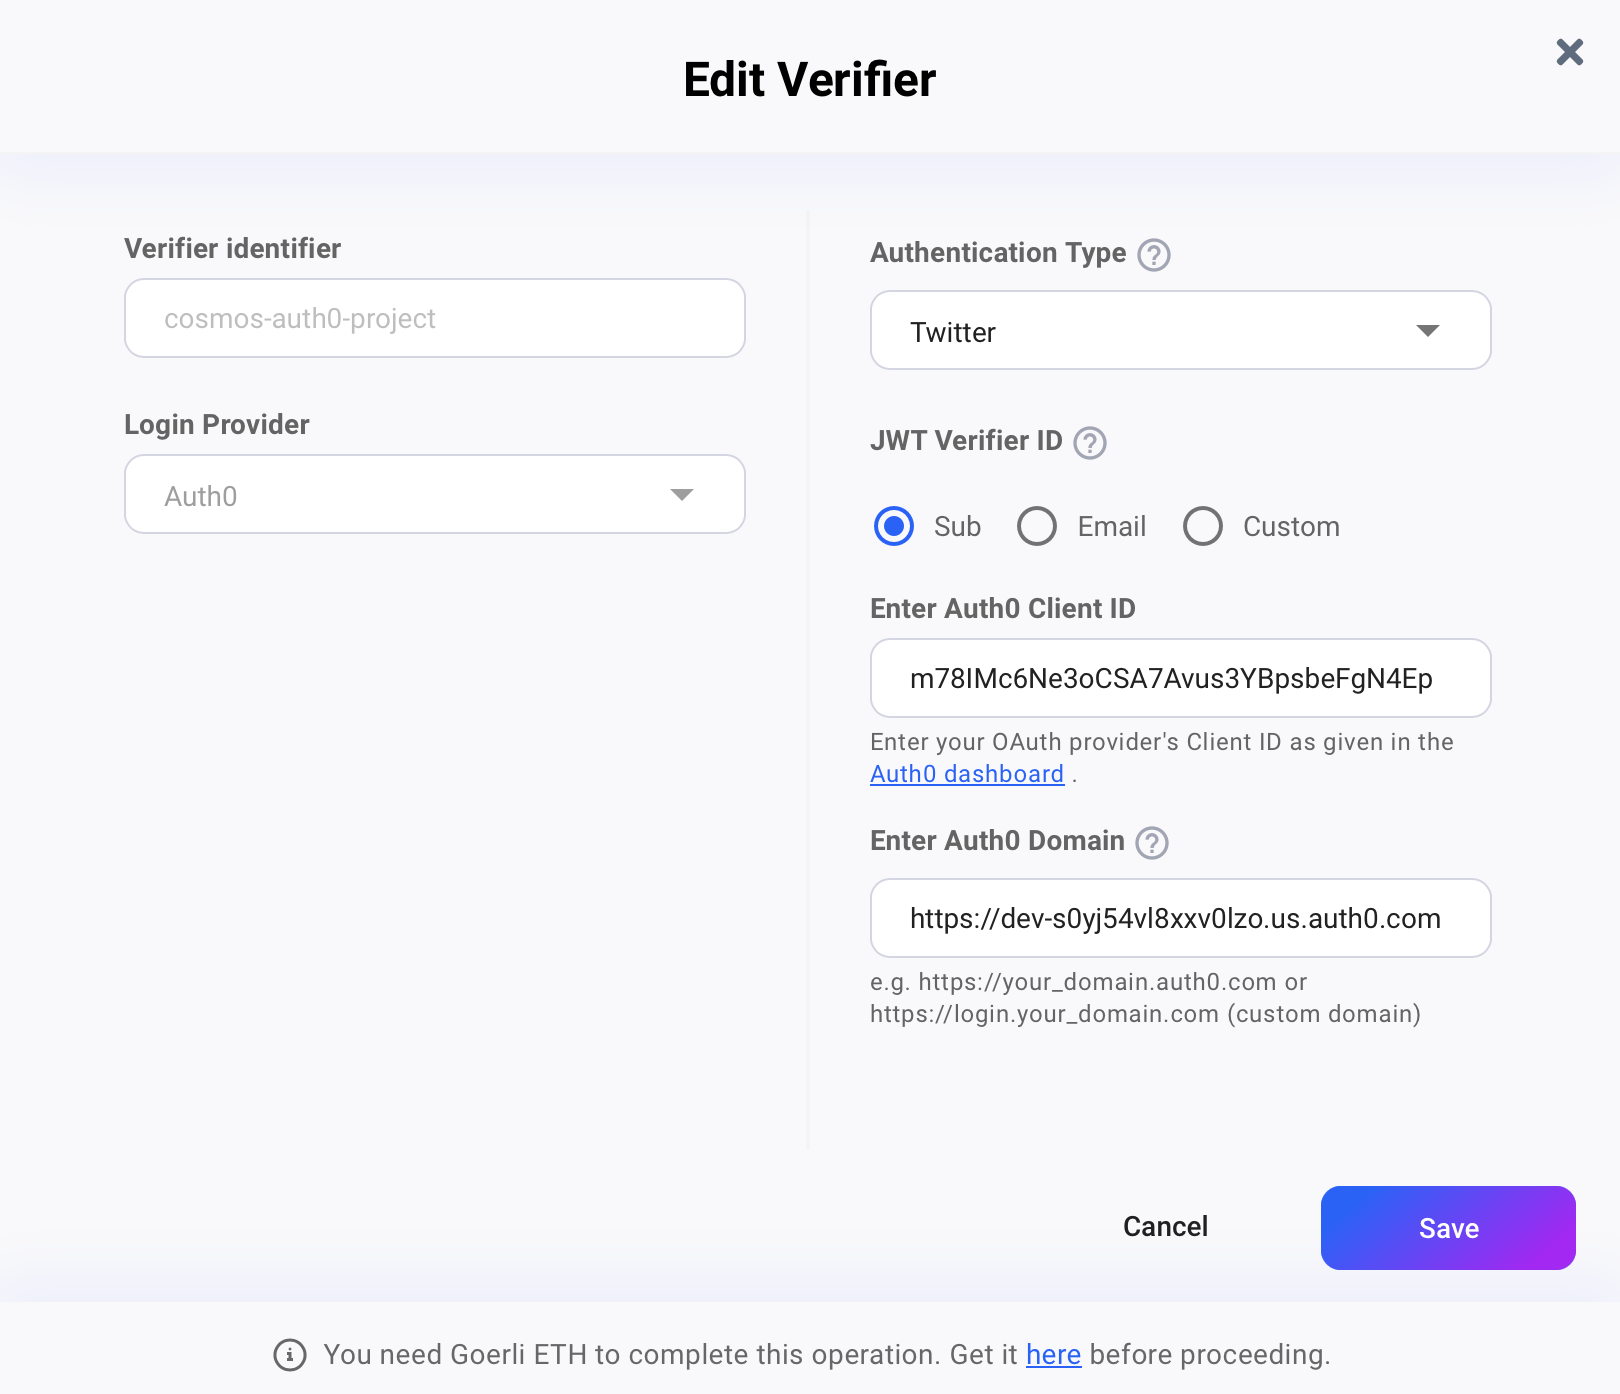 Edit Verifier
Verifier identifier
cosmos-auth0-project
Login Provider
Auth0
Authentication Type
Twitter
JWT Verifier ID
Sub
Email
Custom
Enter Auth0 Client ID
m78IMc6Ne3oCSA7Avus3YBpsbeFgN4Ep
Enter your OAuth provider's Client ID as given in the
Auth0 dashboard .
Enter Auth0 Domain
https://dev-s0yj54vl8xxv0lzo.us.auth0.com
e.g. https://your_domain.auth0.com or
https://login.your_domain.com (custom domain)
Cancel
Save
You need Goerli ETH to complete this operation. Get it here before proceeding.